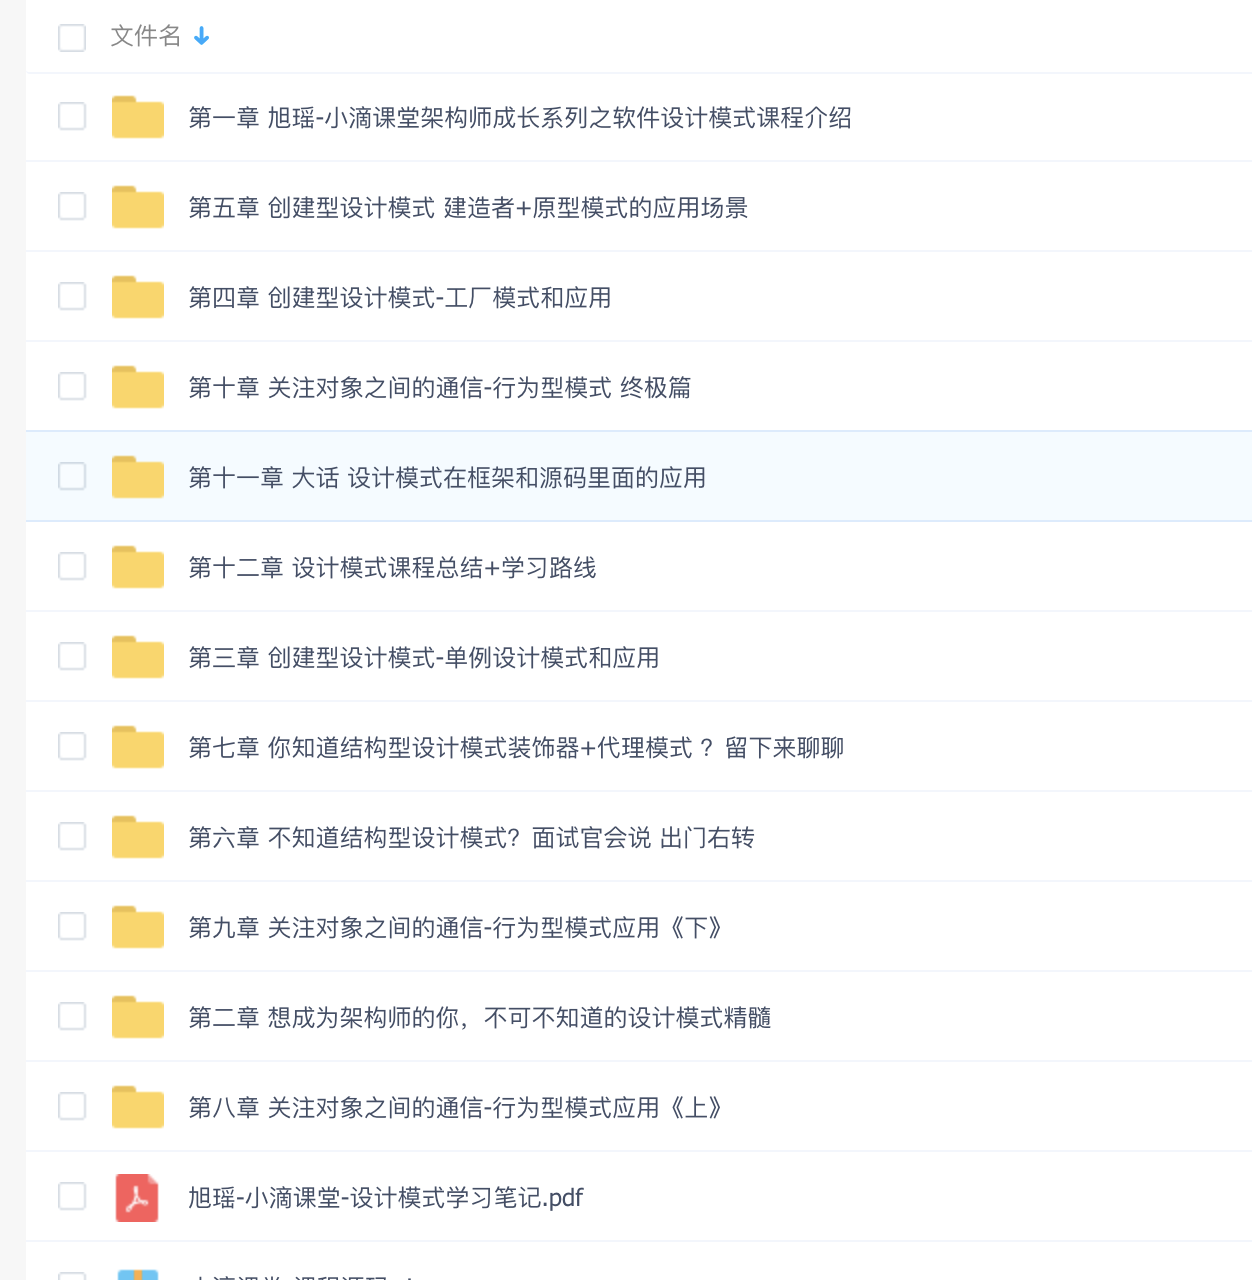 文件名
第一章 旭瑶-小滴课堂架构师成长系列之软件设计模式课程介绍
第五章 创建型设计模式 建造者+原型模式的应用场景
第四章 创建型设计模式-工厂模式和应用
第十章 关注对象之间的通信-行为型模式 终极篇
第十一章 大话 设计模式在框架和源码里面的应用
第十二章 设计模式课程总结+学习路线
第三章 创建型设计模式-单例设计模式和应用
第七章 你知道结构型设计模式装饰器+代理模式 ？留下来聊聊
第六章 不知道结构型设计模式？面试官会说 出门右转
第九章 关注对象之间的通信-行为型模式应用《下》
第二章 想成为架构师的你，不可不知道的设计模式精髓
第八章 关注对象之间的通信-行为型模式应用《上》
旭瑶-小滴课堂-设计模式学习笔记.pdf